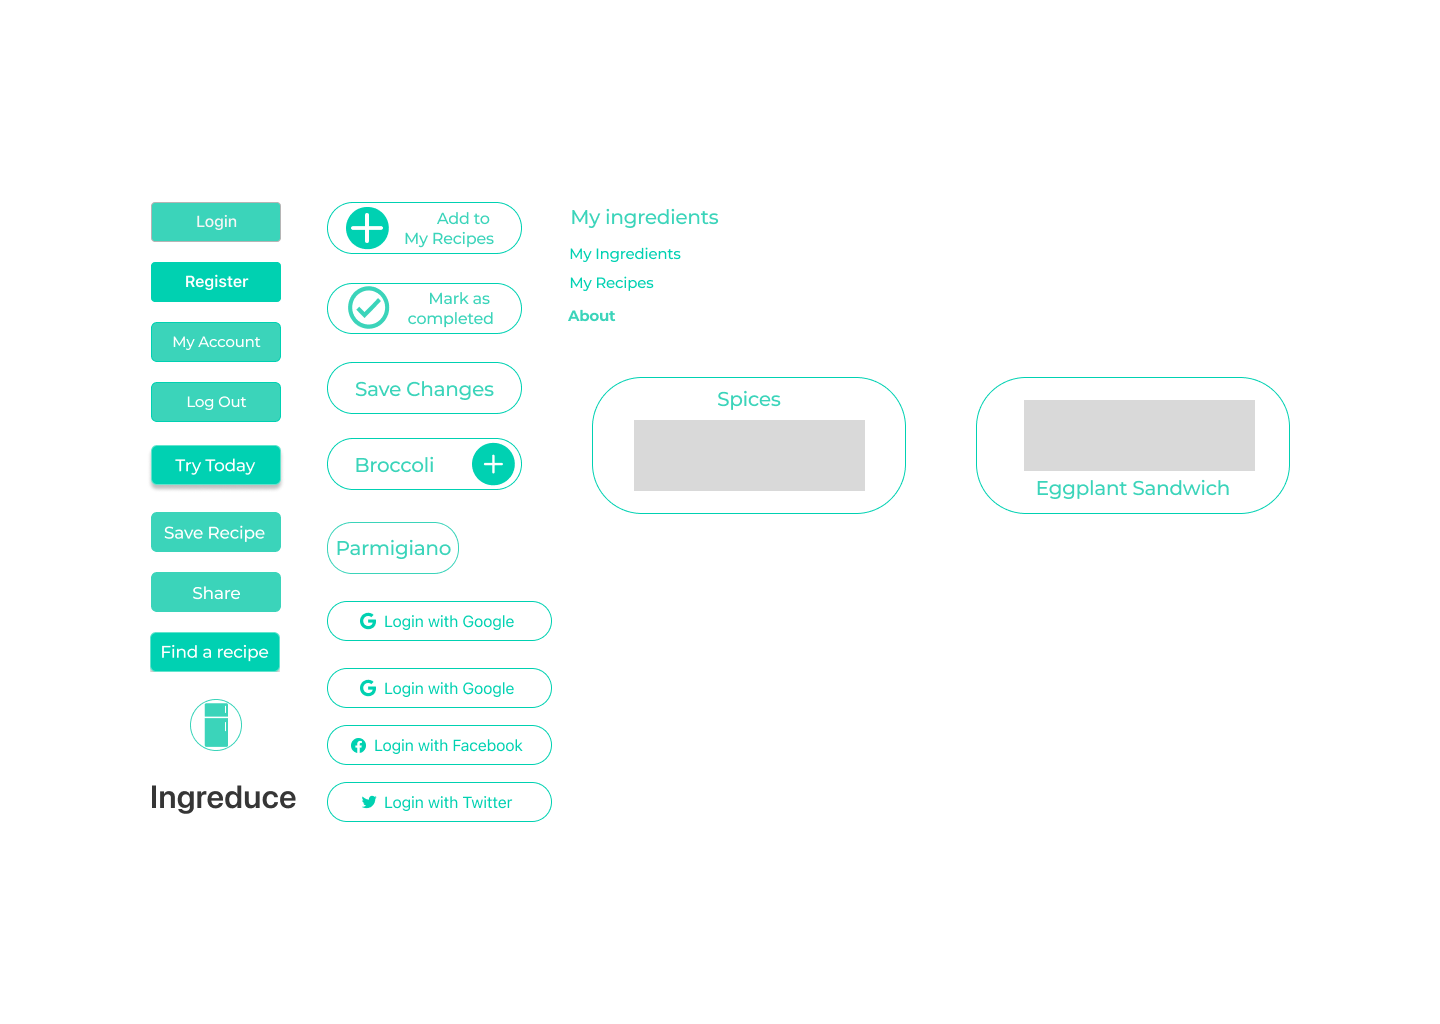 Login
Register
My Account
Log Out
Try Today
Save Recipe
Share
Find a recipe
Ingreduce
Add to
My Recipes
Mark as
completed
Save Changes
Broccoli
Parmigiano
Login with Google
Login with Google
Login with Facebook
Login with Twitter
My ingredients
My Ingredients
My Recipes
About
Spices
Eggplant Sandwich